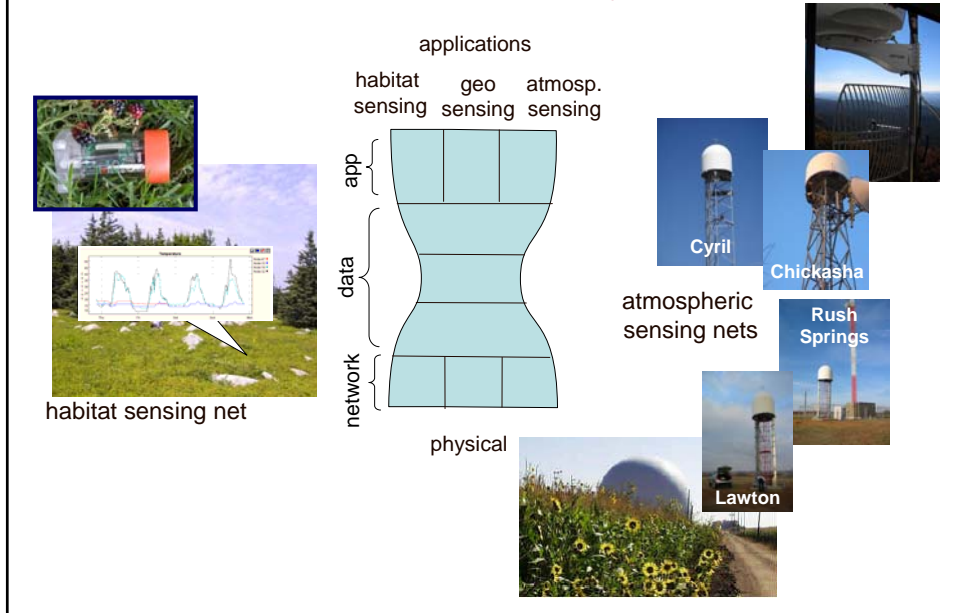 applications
habitat
sensing
geo
sensing
atmosp.
sensing
app
data
network
physical
habitat sensing net
Temperature
Cyril
Chickasha
atmospheric
sensing nets
Rush
Springs
Lawton